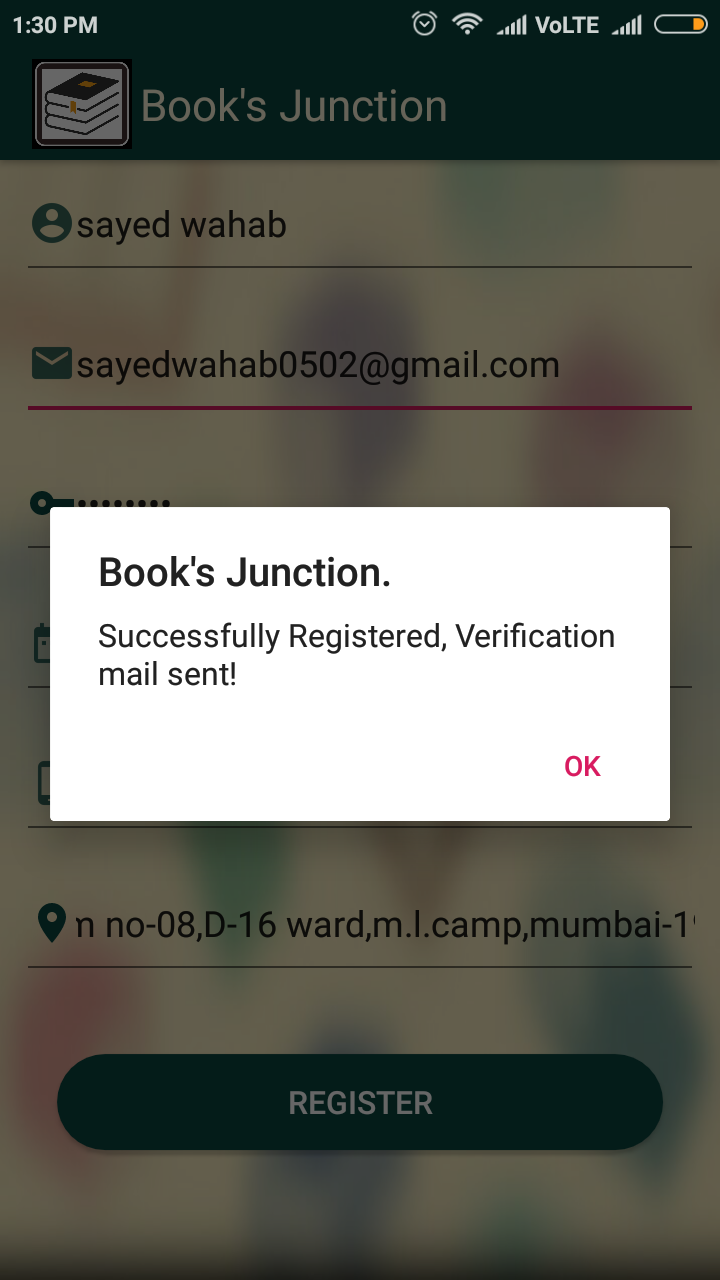 1:30 PM VoLTE
Book's Junction
sayed wahab
sayedwahab0502@gmail.com
••••••••
Book's Junction.
Successfully Registered, Verification
mail sent!
OK
no-08,D-16 ward,m.l.camp,mumbai-1
REGISTER